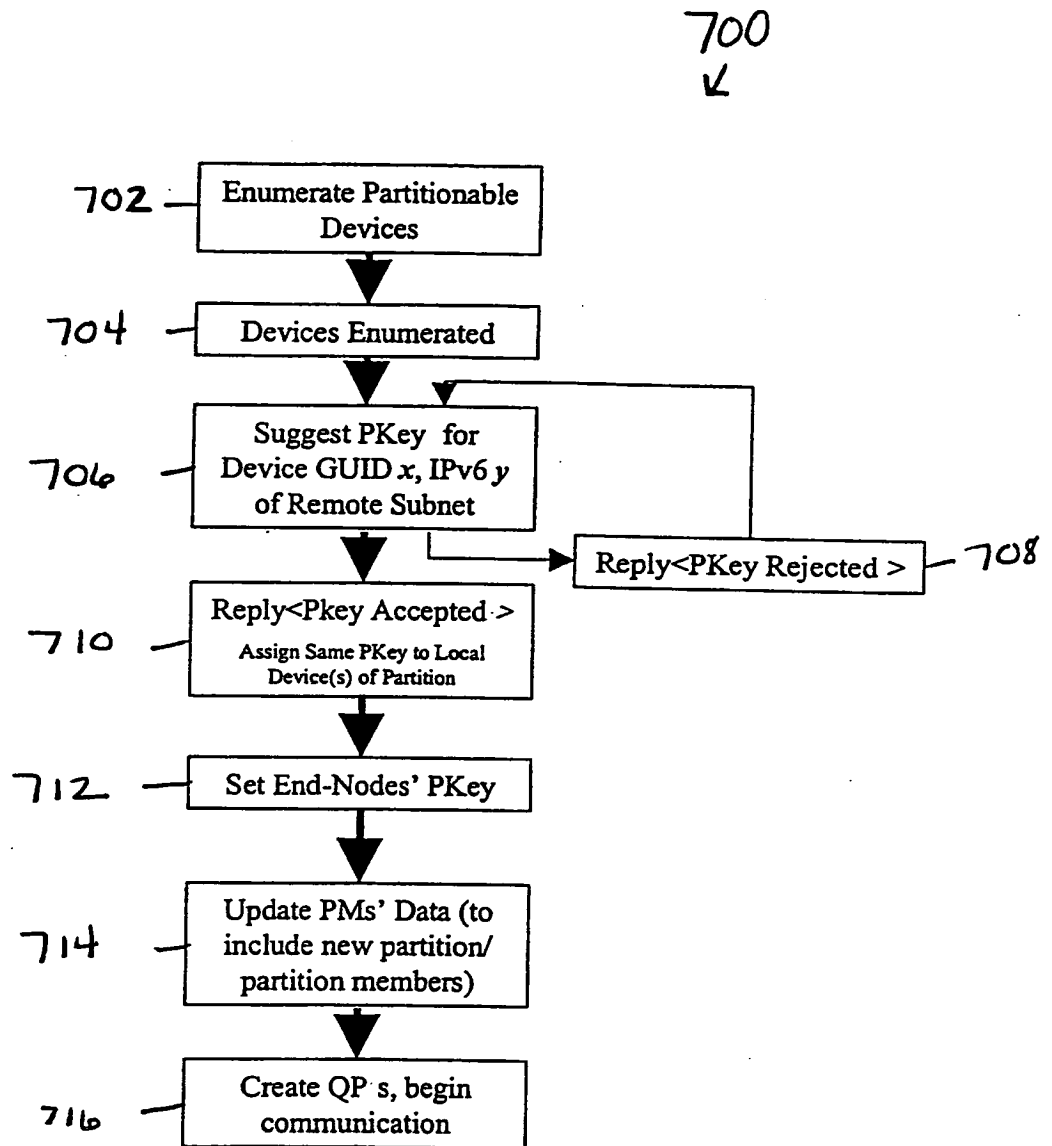 700
702
Enumerate Partitionable
Devices
704
Devices Enumerated
706
Suggest PKey for
Device GUID x, IPv6 y
of Remote Subnet
Reply<PKey Rejected >
708
710
Reply<Pkey Accepted >
Assign Same PKey to Local
Device(s) of Partition
712
Set End-Nodes' PKey
714
Update PMs' Data (to
include new partition/
partition members)
716
Create QP s, begin
communication